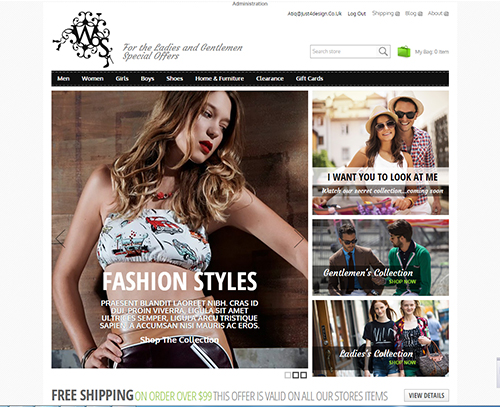 Administration
Atiq@just4design.Co.Uk Log Out Shipping Blog About
For the Ladies and Gentlemen
Special Offers
Search store
My Bag: 0 Item
Men Women Girls Boys Shoes Home & Furniture Clearance Gift Cards
I WANT YOU TO LOOK AT ME
Watch our secret collection...coming soon
Gentlemen's Collection
SHOP NOW
FASHION STYLES
PRAESENT BLANDIT LAOREET NIBH. CRAS ID
DUI. PROIN VIVERRA, LIGULA SIT AMET
ULTRICES SEMPER, LIGULA ARCU TRISTIQUE
SAPIEN, A ACCUMSAN NISI MAURIS AC EROS.
Shop The Collection
Ladies's Collection
SHOP NOW
FREE SHIPPING ON ORDER OVER $99 THIS OFFER IS VALID ON ALL OUR STORES ITEMS
VIEW DETAILS